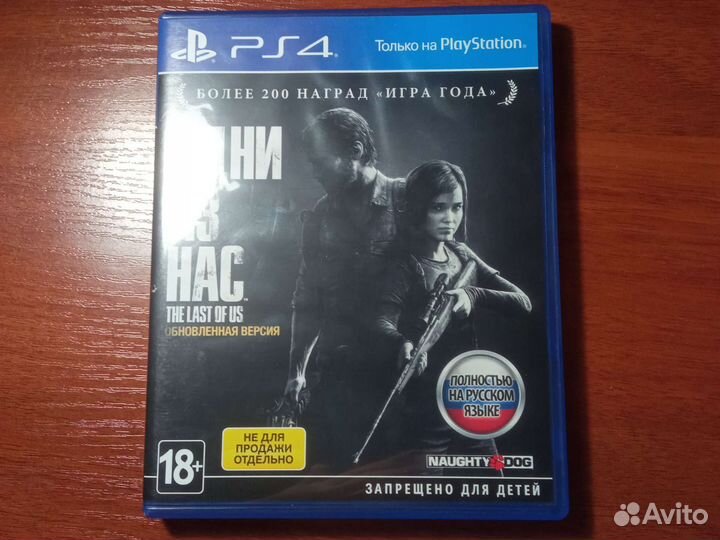 PS4
Только на PlayStation
БОЛЕЕ 200 НАГРАД «ИГРА ГОДА»
НАС
THE LAST OF US
ОБНОВЛЕННАЯ ВЕРСИЯ
ПОЛНОСТЬЮ
НА РУССКОМ
ЯЗЫКЕ
НЕ ДЛЯ
ПРОДАЖИ
ОТДЕЛЬНО
18+
NAUGHTY DOG
ЗАПРЕЩЕНО ДЛЯ ДЕТЕЙ
Avito